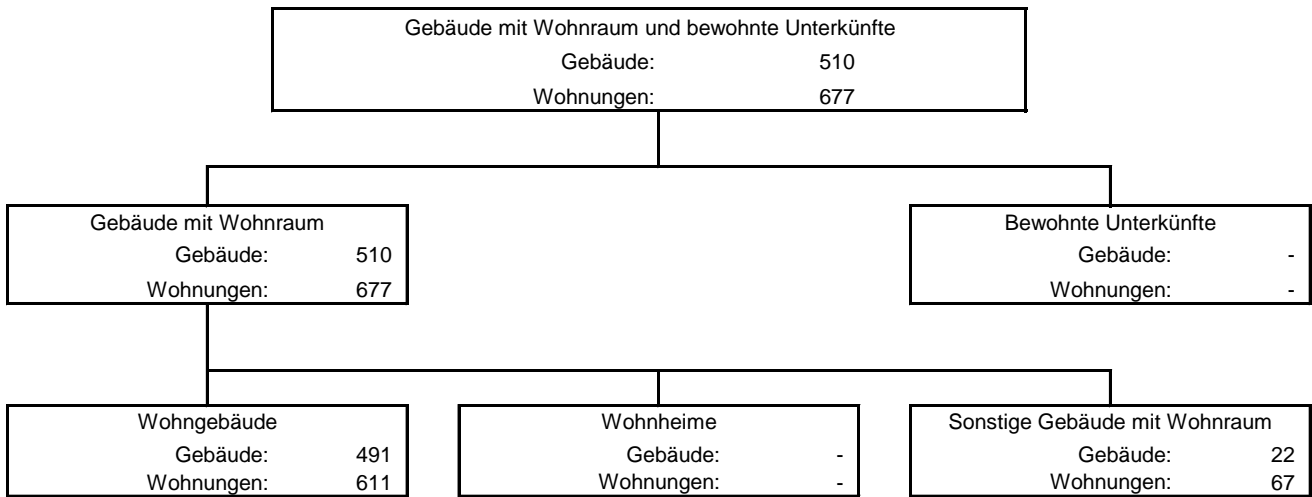 Gebäude mit Wohnraum und bewohnte Unterkünfte
Gebäude: 510
Wohnungen: 677
Gebäude mit Wohnraum
Gebäude: 510
Wohnungen: 677
Bewohnte Unterkünfte
Gebäude: -
Wohnungen: -
Wohngebäude
Gebäude: 491
Wohnungen: 611
Wohnheime
Gebäude: -
Wohnungen: -
Sonstige Gebäude mit Wohnraum
Gebäude: 22
Wohnungen: 67